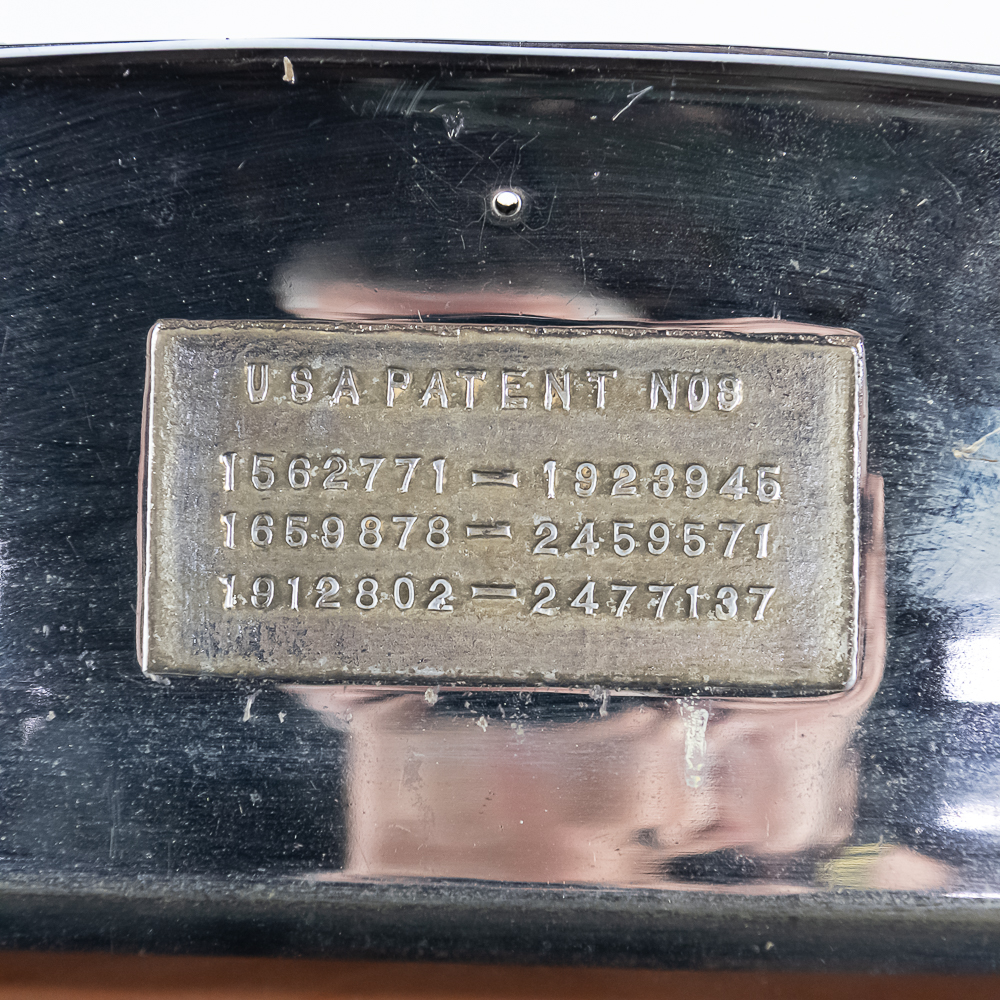 USA PATENT NOS
1562771 - 1923945
1659878 - 2459571
1912802 - 2477137